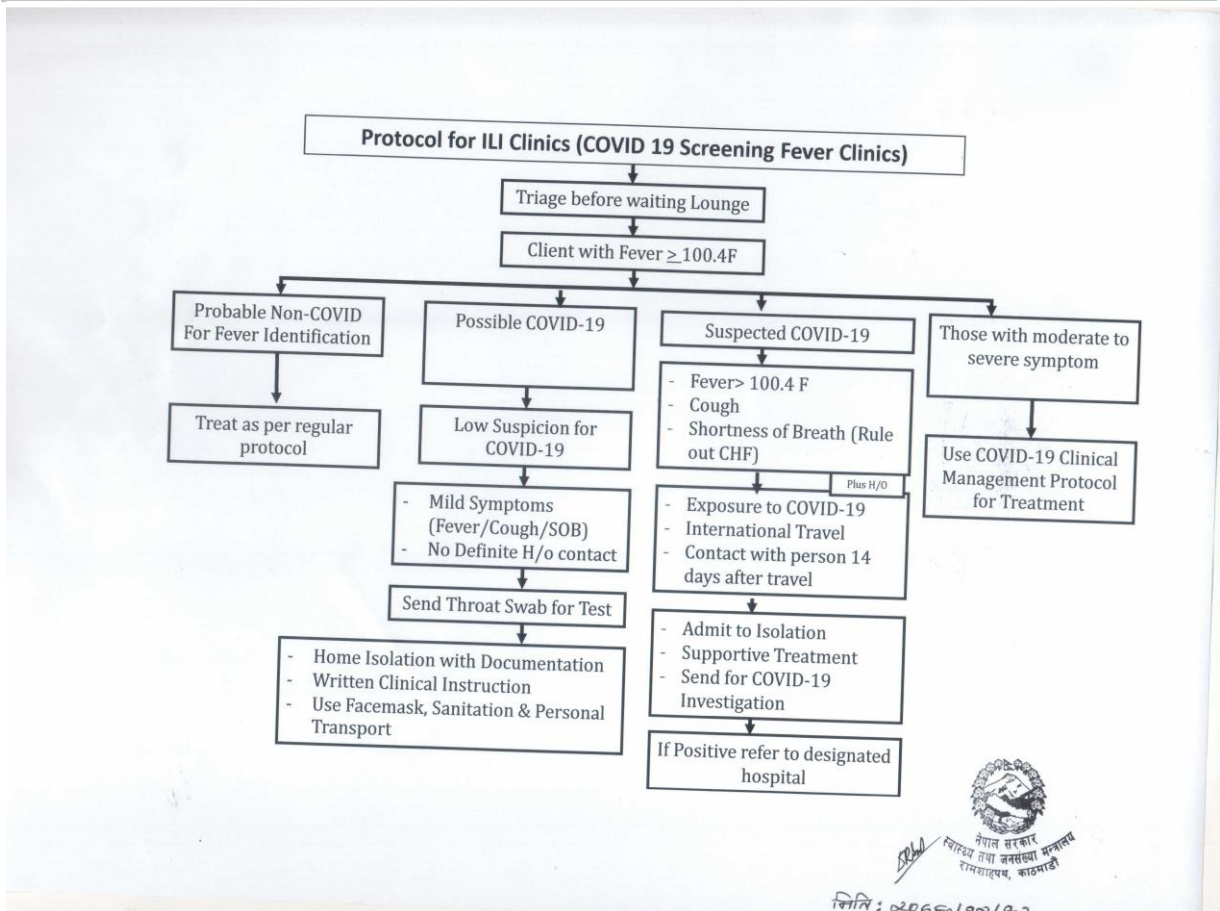 Protocol for ILI Clinics (COVID 19 Screening Fever Clinics)
Triage before waiting Lounge
Client with Fever ≥ 100.4F
Probable Non-COVID
For Fever Identification
Treat as per regular
protocol
Possible COVID-19
Low Suspicion for
COVID-19
- Mild Symptoms
(Fever/Cough/SOB)
- No Definite H/o contact
Send Throat Swab for Test
- Home Isolation with Documentation
- Written Clinical Instruction
- Use Facemask, Sanitation & Personal
Transport
Suspected COVID-19
- Fever> 100.4 F
- Cough
- Shortness of Breath (Rule
out CHF)
Plus H/O
- Exposure to COVID-19
- International Travel
- Contact with person 14
days after travel
- Admit to Isolation
- Supportive Treatment
- Send for COVID-19
Investigation
If Positive refer to designated
hospital
Those with moderate to
severe symptom
Use COVID-19 Clinical
Management Protocol
for Treatment
नेपाल सरकार
स्वास्थ्य तथा जनसंख्या मन्त्रालय
रामशाहपथ, काठमाडौं
मिति :